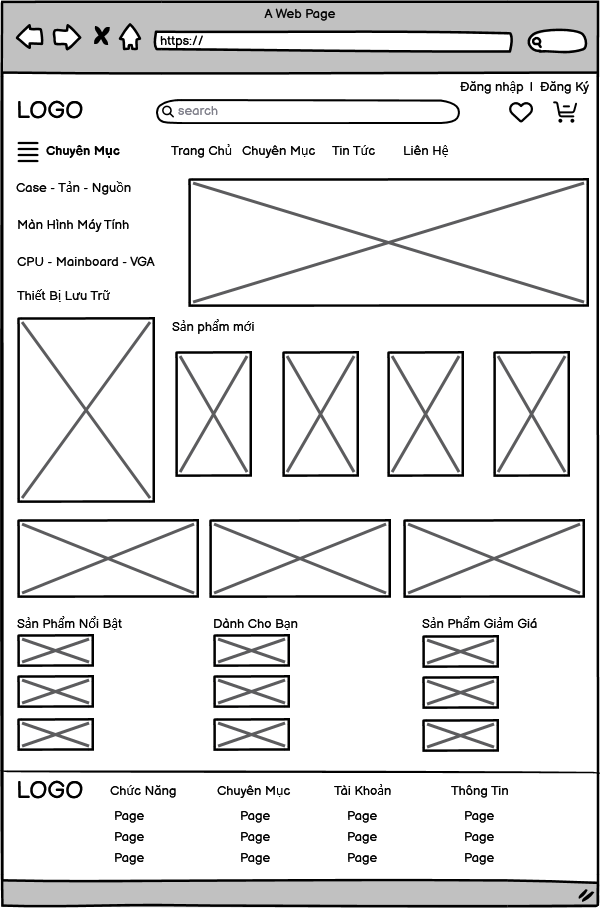 A Web Page
https://
Đăng nhập | Đăng Ký
LOGO
search
Chuyên Mục
Trang Chủ Chuyên Mục Tin Tức Liên Hệ
Case - Tản - Nguồn
Màn Hình Máy Tính
CPU - Mainboard - VGA
Thiết Bị Lưu Trữ
Sản phẩm mới
Sản Phẩm Nổi Bật Dành Cho Bạn Sản Phẩm Giảm Giá
LOGO Chức Năng Chuyên Mục Tài Khoản Thông Tin
Page Page Page Page
Page Page Page Page
Page Page Page Page